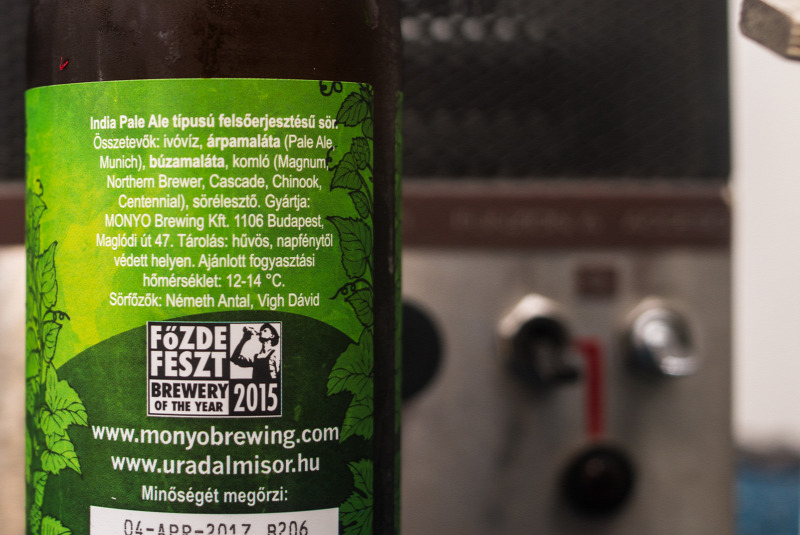 India Pale Ale típusú felsőerjesztésű sör.
Összetevők: ivóvíz, árpamaláta (Pale Ale,
Munich), búzamaláta, komló (Magnum,
Northern Brewer, Cascade, Chinook,
Centennial), sörélesztő. Gyártja:
MONYO Brewing Kft. 1106 Budapest,
Maglódi út 47. Tárolás: hűvös, napfénytől
védett helyen. Ajánlott fogyasztási
hőmérséklet: 12-14 °C.
Sörfőzők: Németh Antal, Vigh Dávid
FőZDE
FESZT
BREWERY
OF THE YEAR 2015
www.monyobrewing.com
www.uradalmisor.hu
Minőségét megőrzi:
04-APR-2017 B206